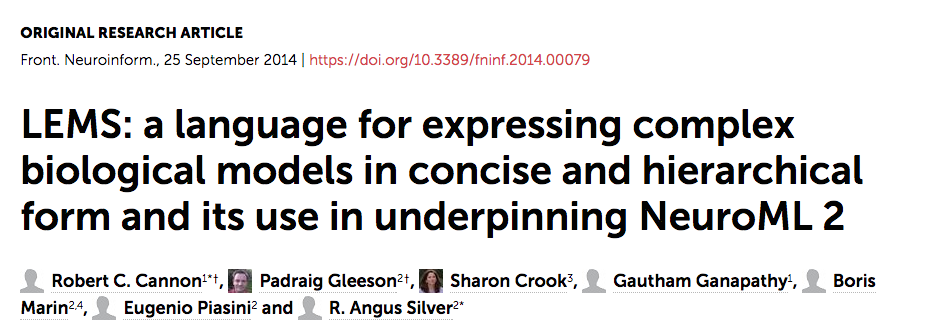 ORIGINAL RESEARCH ARTICLE
Front. Neuroinform., 25 September 2014 | https://doi.org/10.3389/fninf.2014.00079
LEMS: a language for expressing complex
biological models in concise and hierarchical
form and its use in underpinning NeuroML 2
Robert C. Cannon1*†, Padraig Gleeson2†, Sharon Crook3, Gautham Ganapathy1, Boris
Marin2,4, Eugenio Piasini2 and R. Angus Silver2*